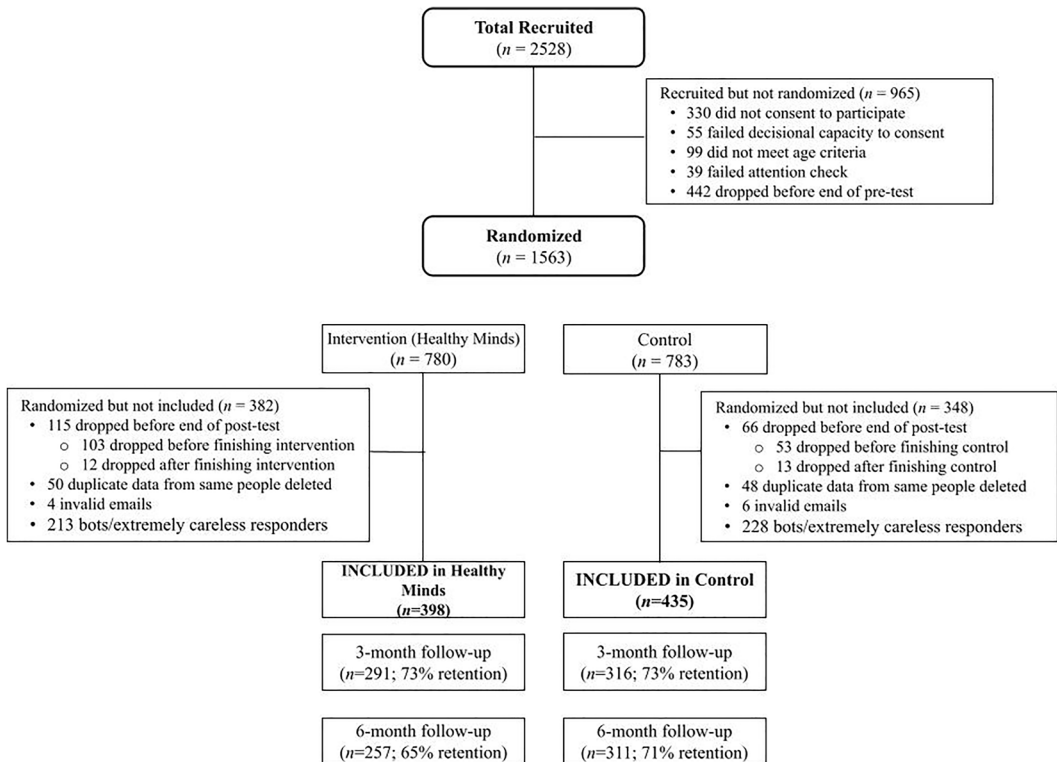 Total Recruited
(n = 2528)
Recruited but not randomized (n = 965)
• 330 did not consent to participate
• 55 failed decisional capacity to consent
• 99 did not meet age criteria
• 39 failed attention check
• 442 dropped before end of pre-test
Randomized
(n = 1563)
Intervention (Healthy Minds)
(n = 780)
Control
(n = 783)
Randomized but not included (n = 382)
• 115 dropped before end of post-test
o 103 dropped before finishing intervention
o 12 dropped after finishing intervention
• 50 duplicate data from same people deleted
• 4 invalid emails
• 213 bots/extremely careless responders
Randomized but not included (n = 348)
• 66 dropped before end of post-test
o 53 dropped before finishing control
o 13 dropped after finishing control
• 48 duplicate data from same people deleted
• 6 invalid emails
• 228 bots/extremely careless responders
INCLUDED in Healthy
Minds
(n=398)
INCLUDED in Control
(n=435)
3-month follow-up
(n=291; 73% retention)
3-month follow-up
(n=316; 73% retention)
6-month follow-up
(n=257; 65% retention)
6-month follow-up
(n=311; 71% retention)